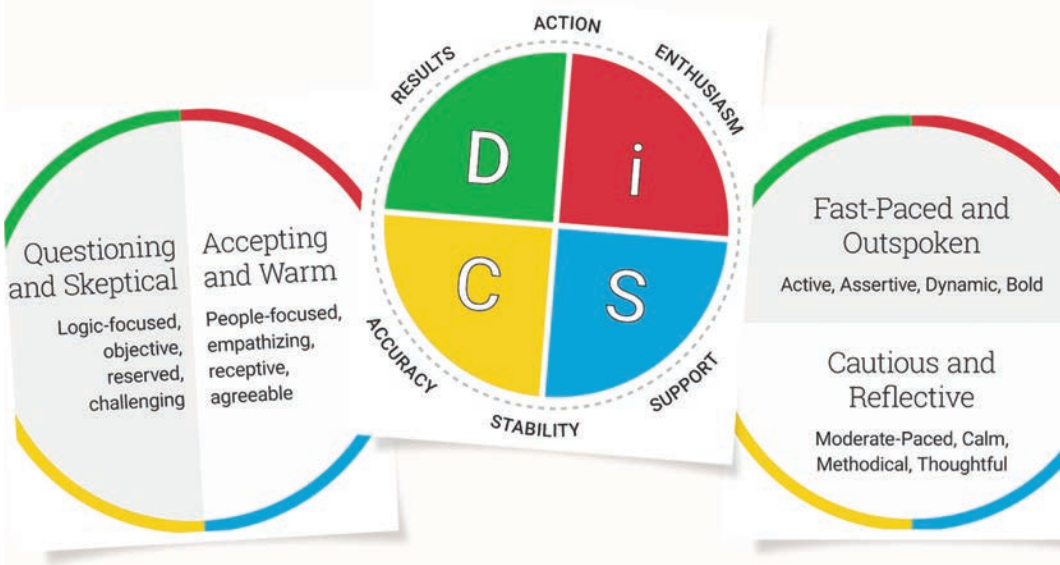 Questioning
and Skeptical
Logic-focused,
objective,
reserved,
challenging
Accepting
and Warm
People-focused,
empathizing,
receptive,
agreeable
ACTION
RESULTS
ENTHUSIASM
D
i
C
S
ACCURACY
SUPPORT
STABILITY
Fast-Paced and
Outspoken
Active, Assertive, Dynamic, Bold
Cautious and
Reflective
Moderate-Paced, Calm,
Methodical, Thoughtful